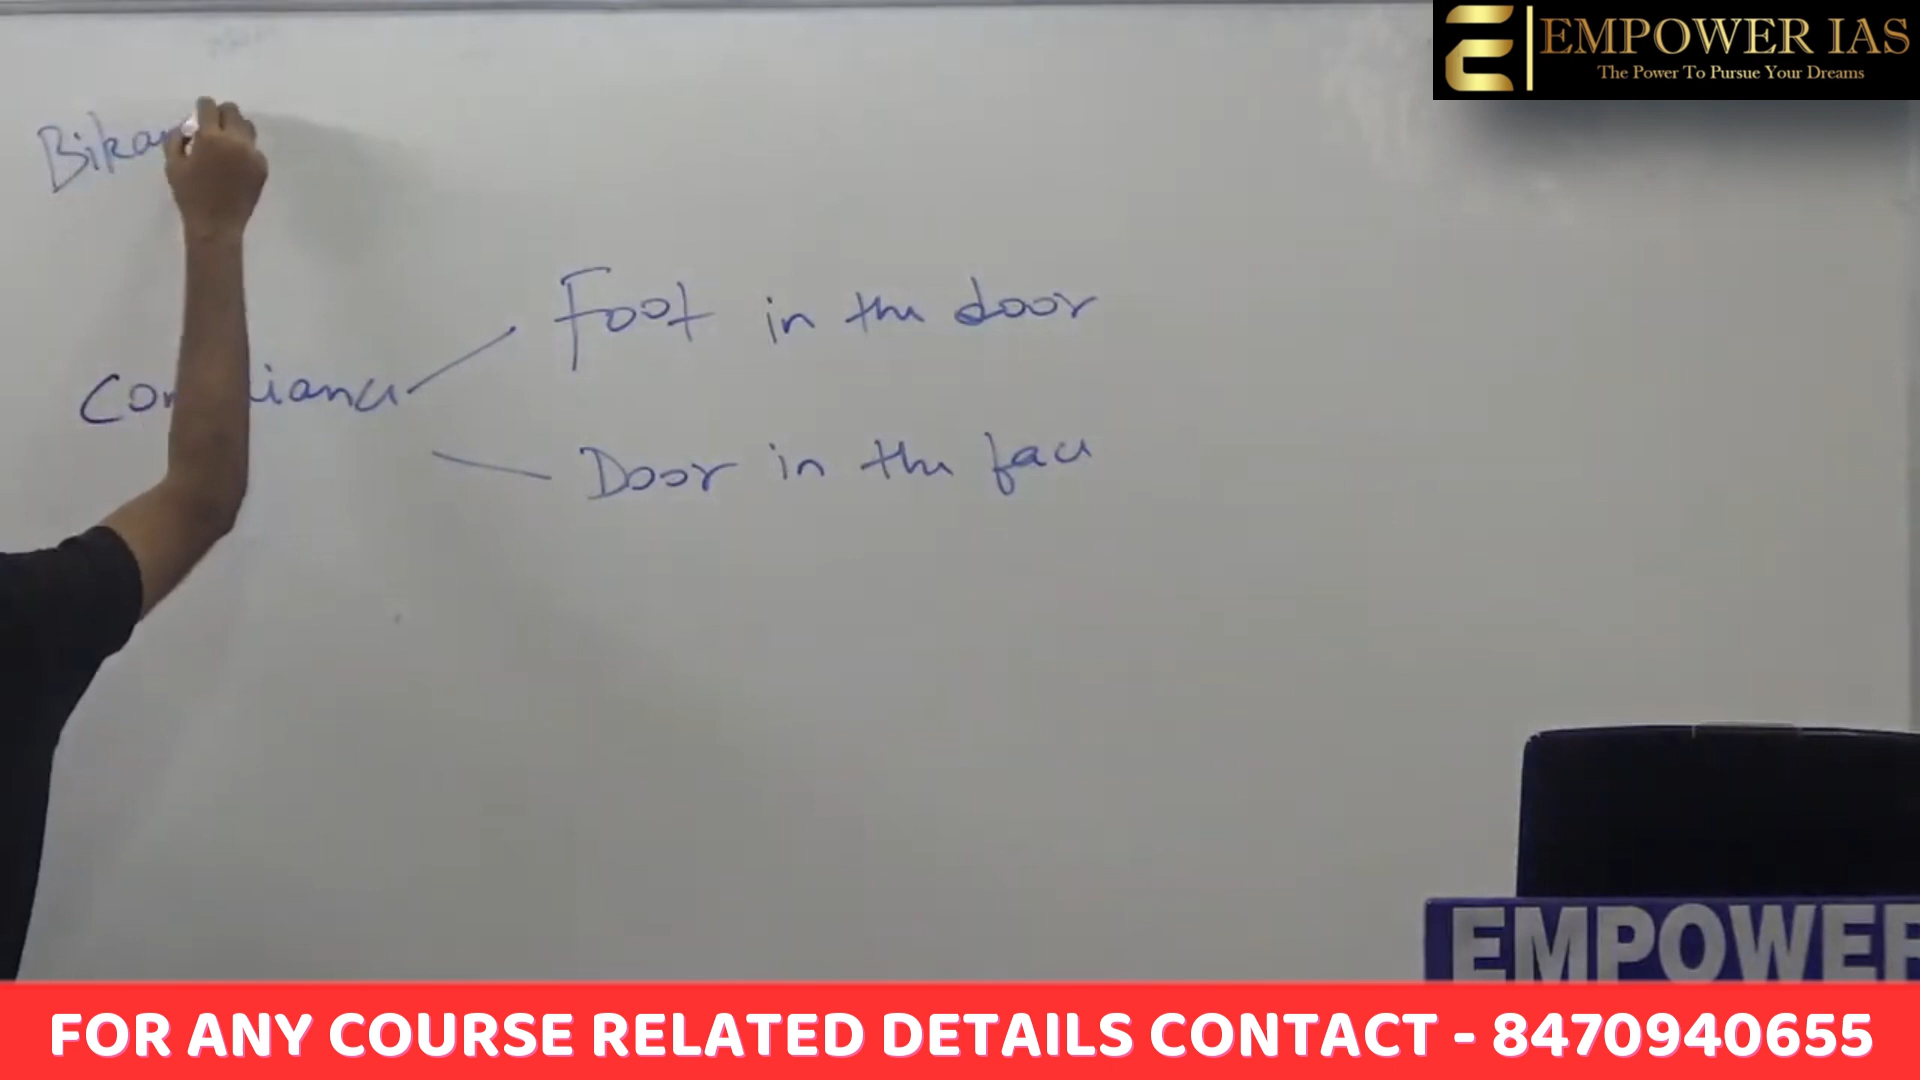 EMPOWER IAS
The Power To Pursue Your Dreams
Foot in the door
Door in the face
EMPOWER
FOR ANY COURSE RELATED DETAILS CONTACT - 8470940655